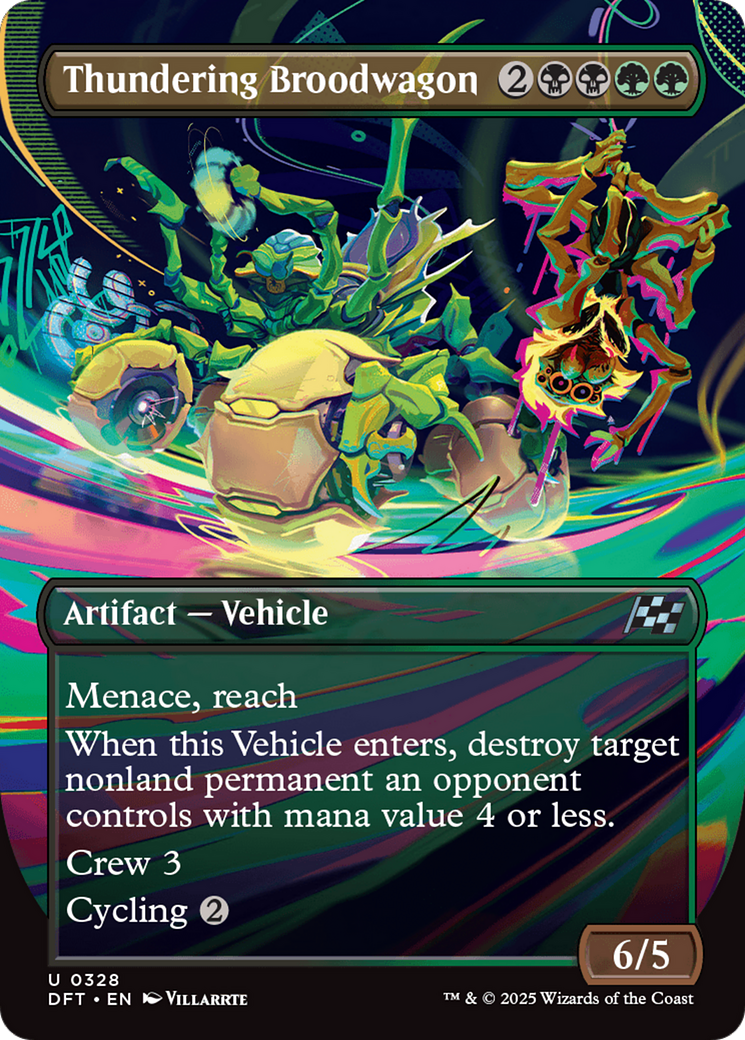 Thundering Broodwagon 2
Artifact — Vehicle
Menace, reach
When this Vehicle enters, destroy target
nonland permanent an opponent
controls with mana value 4 or less.
Crew 3
Cycling 2
6/5
U 0328
DFT • EN VILLARRTE
™ & © 2025 Wizards of the Coast